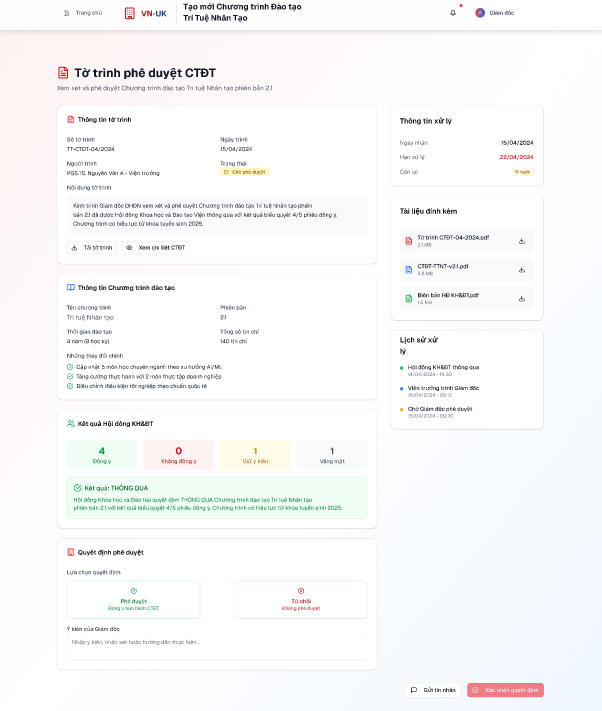 Trang chủ
VN-UK
Tạo mới Chương trình Đào tạo
Trí Tuệ Nhân Tạo
A
Giám đốc
Tờ trình phê duyệt CTĐT
Xem xét và phê duyệt Chương trình đào tạo Trí tuệ Nhân tạo phiên bản 2.1
Thông tin tờ trình
Số tờ trình
TT-CTĐT-04/2024
Ngày trình
15/04/2024
Người trình
PGS.TS. Nguyễn Văn A - Viện trưởng
Trạng thái
Chờ phê duyệt
Nội dung tờ trình
Kính trình Giám đốc ĐHĐN xem xét và phê duyệt Chương trình đào tạo Trí tuệ Nhân tạo phiên
bản 2.1 đã được Hội đồng Khoa học và Đào tạo Viện thông qua với kết quả biểu quyết 4/5 phiếu đồng ý.
Chương trình có hiệu lực từ khóa tuyển sinh 2025.
Tải tờ trình
Xem chi tiết CTĐT
Thông tin Chương trình đào tạo
Tên chương trình
Trí tuệ Nhân tạo
Phiên bản
2.1
Thời gian đào tạo
4 năm (8 học kỳ)
Tổng số tín chỉ
140 tín chỉ
Những thay đổi chính
Cập nhật 5 môn học chuyên ngành theo xu hướng AI/ML
Tăng cường thực hành với 2 môn thực tập doanh nghiệp
Điều chỉnh điều kiện tốt nghiệp theo chuẩn quốc tế
Kết quả Hội đồng KH&ĐT
4
Đồng ý
0
Không đồng ý
1
Giữ ý kiến
1
Vắng mặt
Kết quả: THÔNG QUA
Hội đồng Khoa học và Đào tạo quyết định THÔNG QUA Chương trình đào tạo Trí tuệ Nhân tạo
phiên bản 2.1 với kết quả biểu quyết 4/5 phiếu đồng ý. Chương trình có hiệu lực từ khóa tuyển sinh 2025.
Quyết định phê duyệt
Lựa chọn quyết định
Phê duyệt
Đồng ý ban hành CTĐT
Từ chối
Không phê duyệt
Ý kiến của Giám đốc
Nhập ý kiến, nhận xét hoặc hướng dẫn thực hiện...
Thông tin xử lý
Ngày nhận
15/04/2024
Hạn xử lý
22/04/2024
Còn lại
ngày
Tài liệu đính kèm
Tờ trình CTĐT-04-2024.pdf
2.1 MB
CTĐT-TTNT-v2.1.pdf
MB
Biên bản HĐ KH&ĐT.pdf
MB
Lịch sử xử
lý
Hội đồng KH&ĐT thông qua
14/04/2024 - 14:30
Viện trưởng trình Giám đốc
15/04/2024 - 09:15
Chờ Giám đốc phê duyệt
15/04/2024 - 09:20
Gửi tin nhắn
Xác nhận quyết định